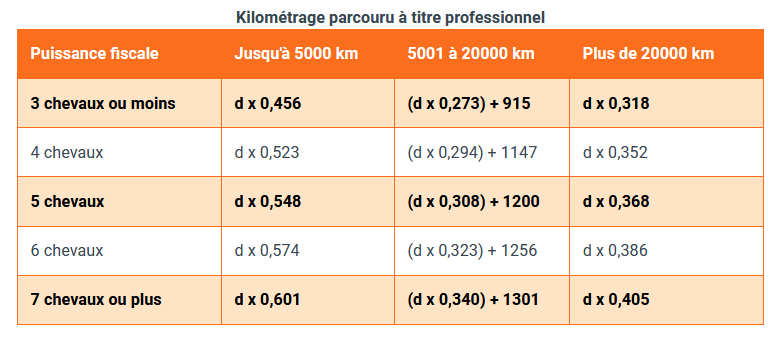 Kilométrage parcouru à titre professionnel
Puissance fiscale Jusqu'à 5000 km 5001 à 20000 km Plus de 20000 km
3 chevaux ou moins d x 0,456 (d x 0,273) + 915 d x 0,318
4 chevaux d x 0,523 (d x 0,294) + 1147 d x 0,352
5 chevaux d x 0,548 (d x 0,308) + 1200 d x 0,368
6 chevaux d x 0,574 (d x 0,323) + 1256 d x 0,386
7 chevaux ou plus d x 0,601 (d x 0,340) + 1301 d x 0,405